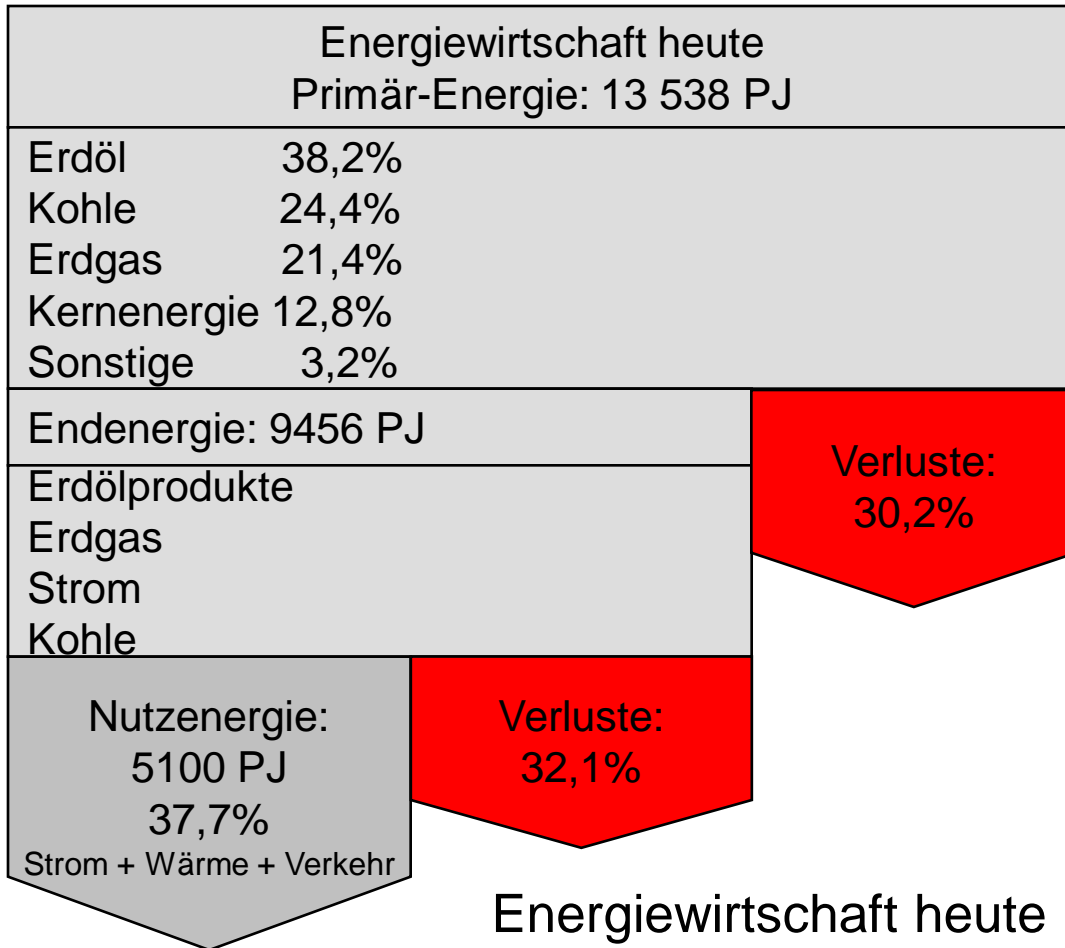 Energiewirtschaft heute
Primär-Energie: 13 538 PJ
Erdöl 38,2%
Kohle 24,4%
Erdgas 21,4%
Kernenergie 12,8%
Sonstige 3,2%
Endenergie: 9456 PJ
Verluste:
30,2%
Erdölprodukte
Erdgas
Strom
Kohle
Nutzenergie:
5100 PJ
37,7%
Strom + Wärme + Verkehr
Verluste:
32,1%
Energiewirtschaft heute